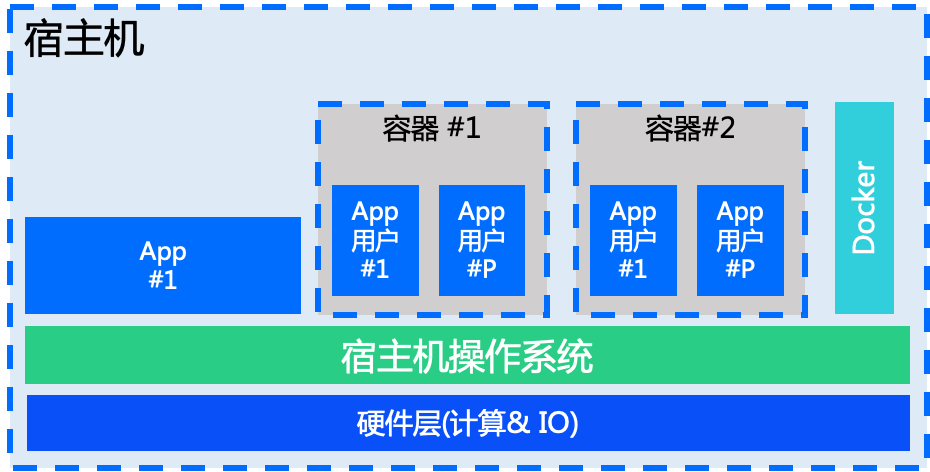 宿主机
容器 #1
容器#2
App
#1
App
用户
#1
App
用户
#P
App
用户
#1
App
用户
#P
Docker
宿主机操作系统
硬件层(计算& IO)